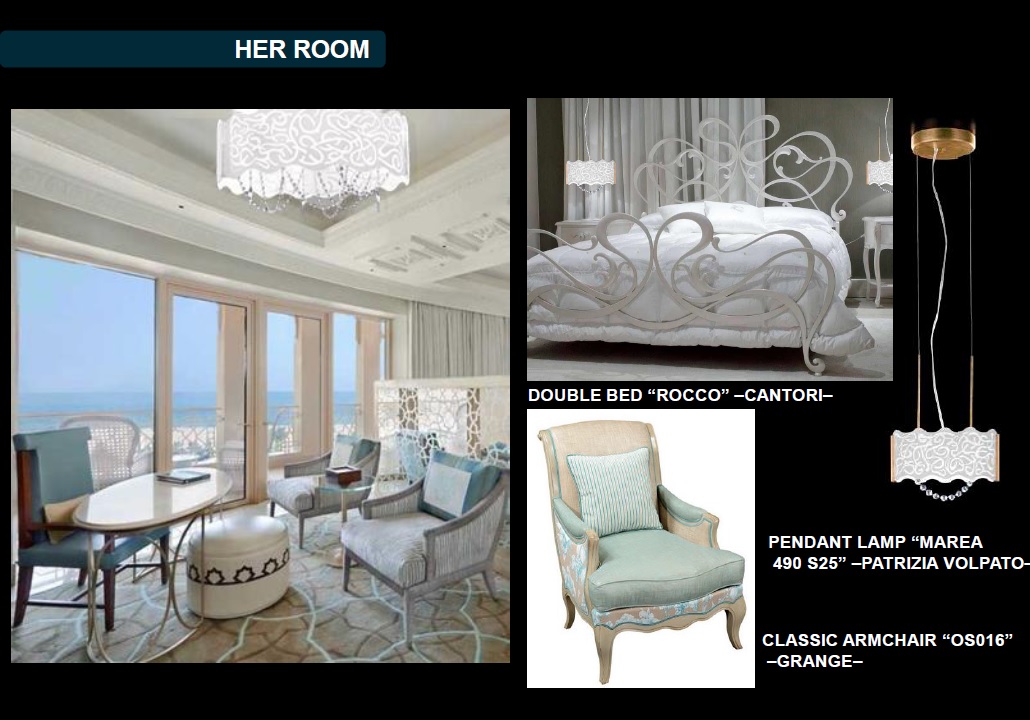 HER ROOM
DOUBLE BED “ROCCO” –CANTORI–
PENDANT LAMP “MAREA
490 S25” –PATRIZIA VOLPATO–
CLASSIC ARMCHAIR “OS016”
–GRANGE–